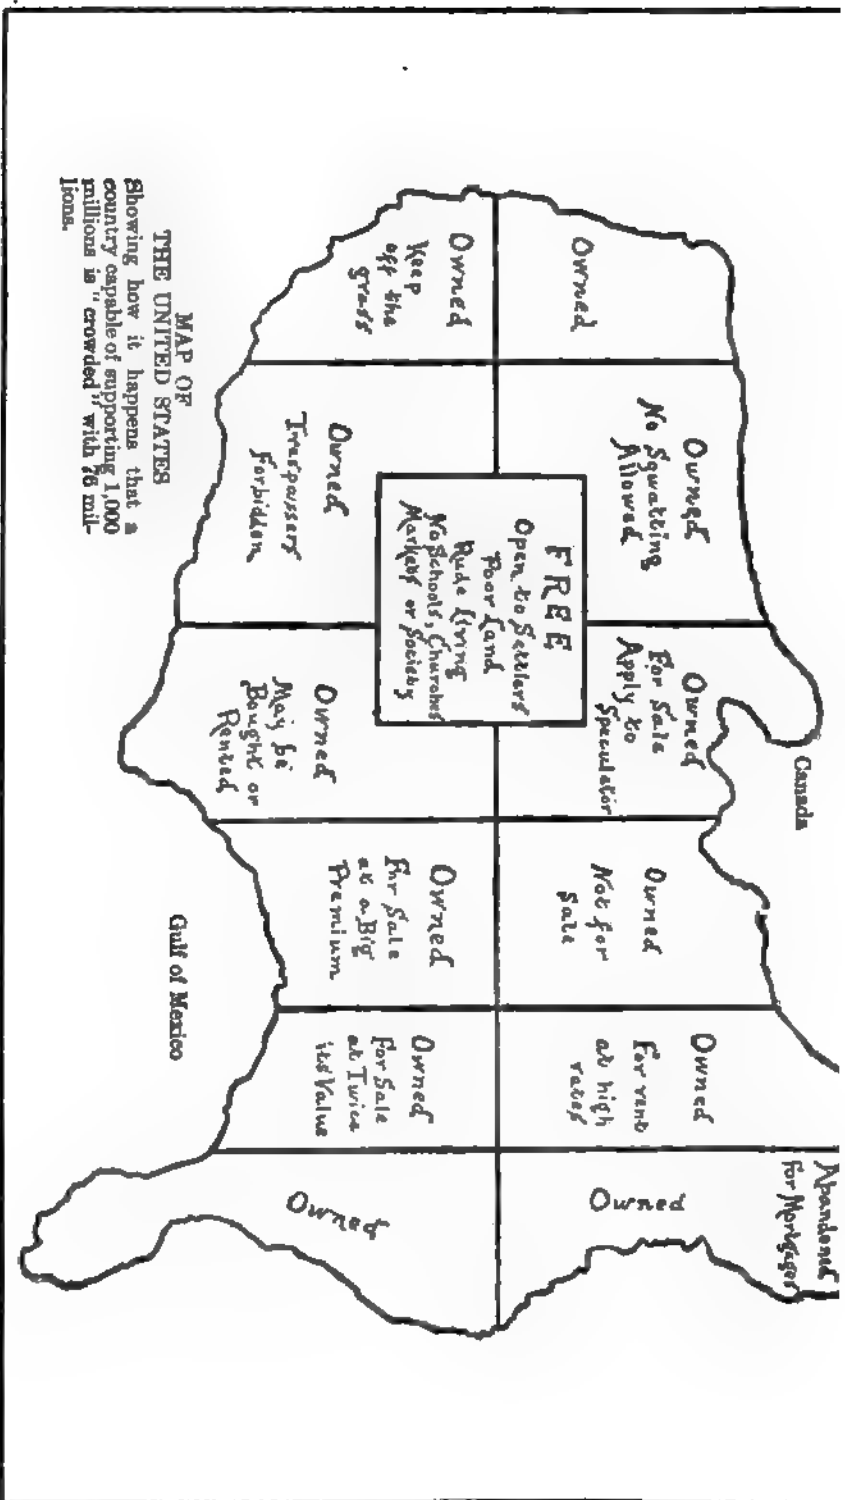 Canada
Abandoned
for Mortgages
Owned
Owned
No Squatting
Allowed
Owned
For Sale
Apply to
Speculator
Owned
Not for
Sale
Owned
For rent
at high
rates
Owned
FREE
Open to Settlers
Poor Land
Rude Living
No Schools, Churches
Markets or Society
Owned
Keep
off the
grass
Owned
Trespassers
Forbidden
Owned
May be
Bought or
Rented
Owned
For Sale
at a Big
Premium
Owned
For Sale
at Twice
its Value
Owned
Gulf of Mexico
MAP OF
THE UNITED STATES
Showing how it happens that a
country capable of supporting 1,000
millions is "crowded" with 76 mil-
lions.